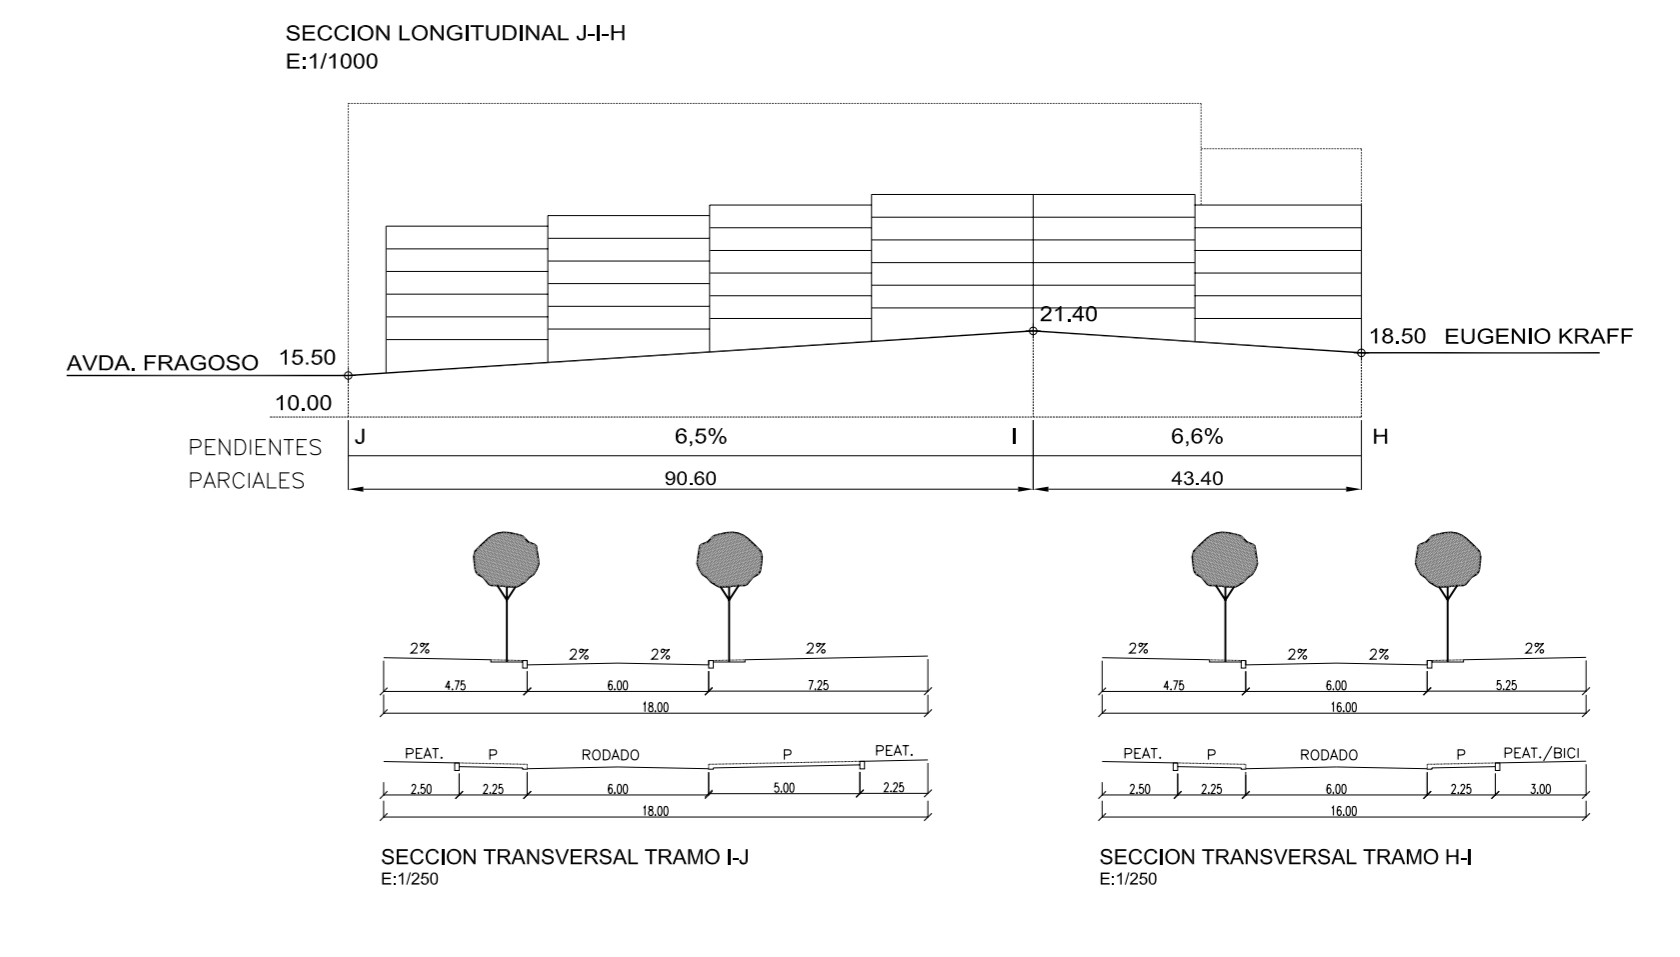 SECCION LONGITUDINAL J-I-H
E:1/1000
21.40
18.50 EUGENIO KRAFF
AVDA. FRAGOSO 15.50
10.00
J 6,5% I 6,6% H
PENDIENTES
PARCIALES 90.60 43.40
2% 2% 2% 2%
4.75 6.00 7.25
18.00
PEAT. P RODADO P PEAT.
2.50 2.25 6.00 5.00 2.25
18.00
SECCION TRANSVERSAL TRAMO I-J
E:1/250
2% 2% 2% 2%
4.75 6.00 5.25
16.00
PEAT. P RODADO P PEAT./BICI
2.50 2.25 6.00 2.25 3.00
16.00
SECCION TRANSVERSAL TRAMO H-I
E:1/250